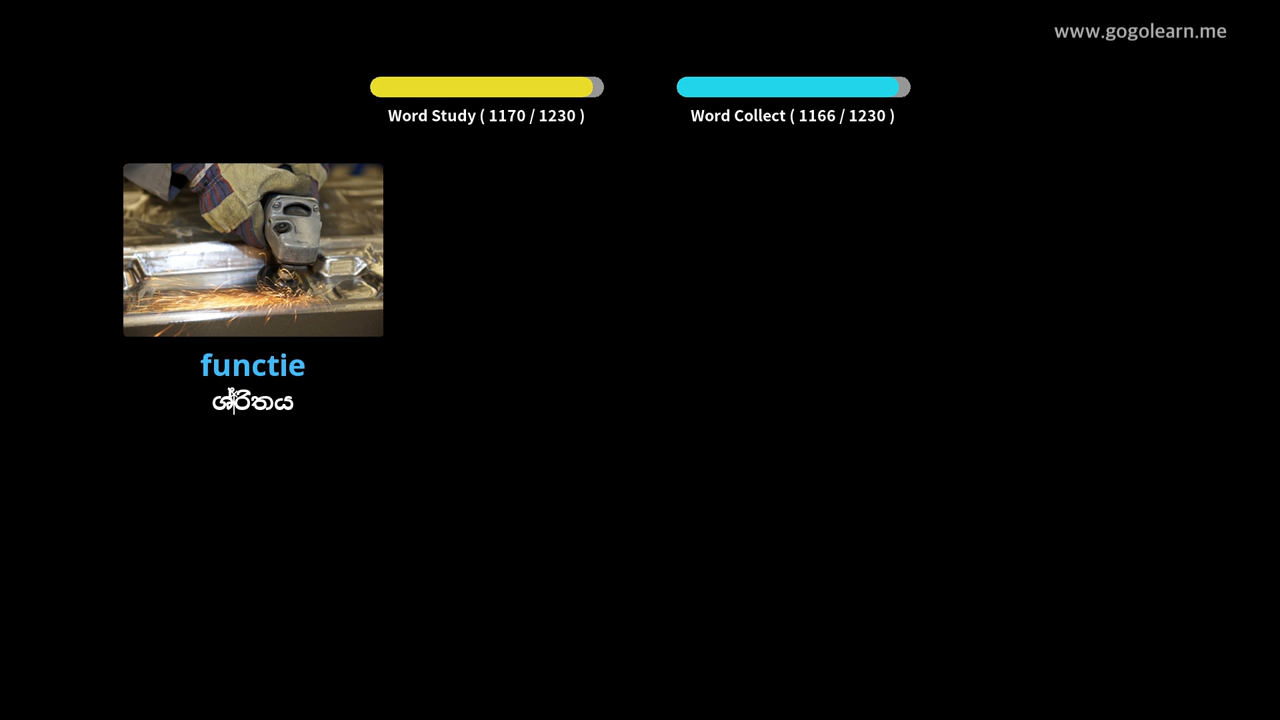 www.gogolearn.me
Word Study ( 1170 / 1230 )
Word Collect ( 1166 / 1230 )
functie
ශ්රිතය